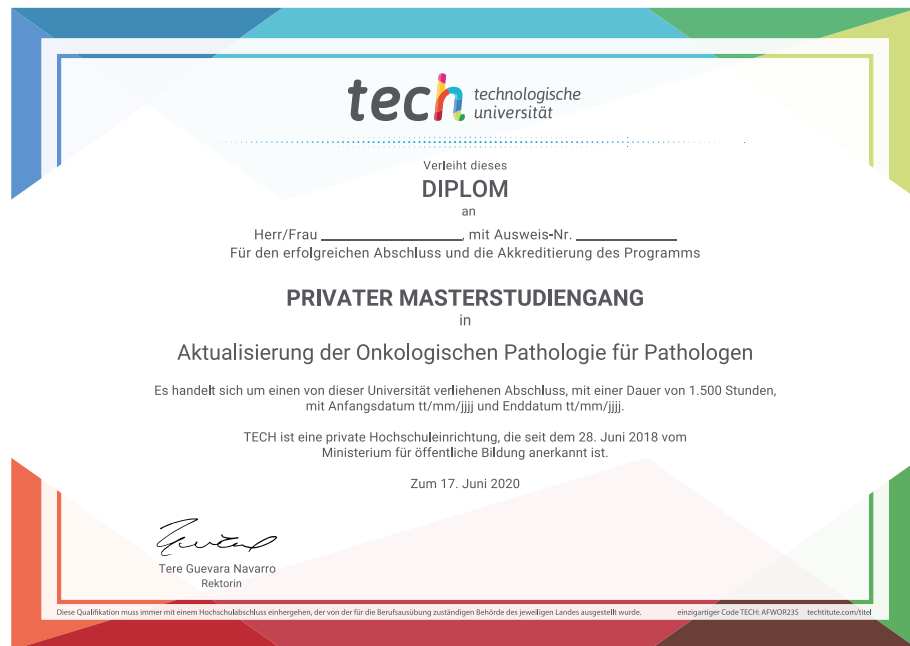 tech technologische
universität
Verleiht dieses
DIPLOM
an
Herr/Frau ________________, mit Ausweis-Nr. ____________
Für den erfolgreichen Abschluss und die Akkreditierung des Programms
PRIVATER MASTERSTUDIENGANG
in
Aktualisierung der Onkologischen Pathologie für Pathologen
Es handelt sich um einen von dieser Universität verliehenen Abschluss, mit einer Dauer von 1.500 Stunden,
mit Anfangsdatum tt/mm/jjjj und Enddatum tt/mm/jjjj.
TECH ist eine private Hochschuleinrichtung, die seit dem 28. Juni 2018 vom
Ministerium für öffentliche Bildung anerkannt ist.
Zum 17. Juni 2020
Tere Guevara Navarro
Rektorin
Diese Qualifikation muss immer mit einem Hochschulabschluss einhergehen, der von der für die Berufsausübung zuständigen Behörde des jeweiligen Landes ausgestellt wurde. einzigartiger Code TECH: AFWOR23S techtitute.com/titel